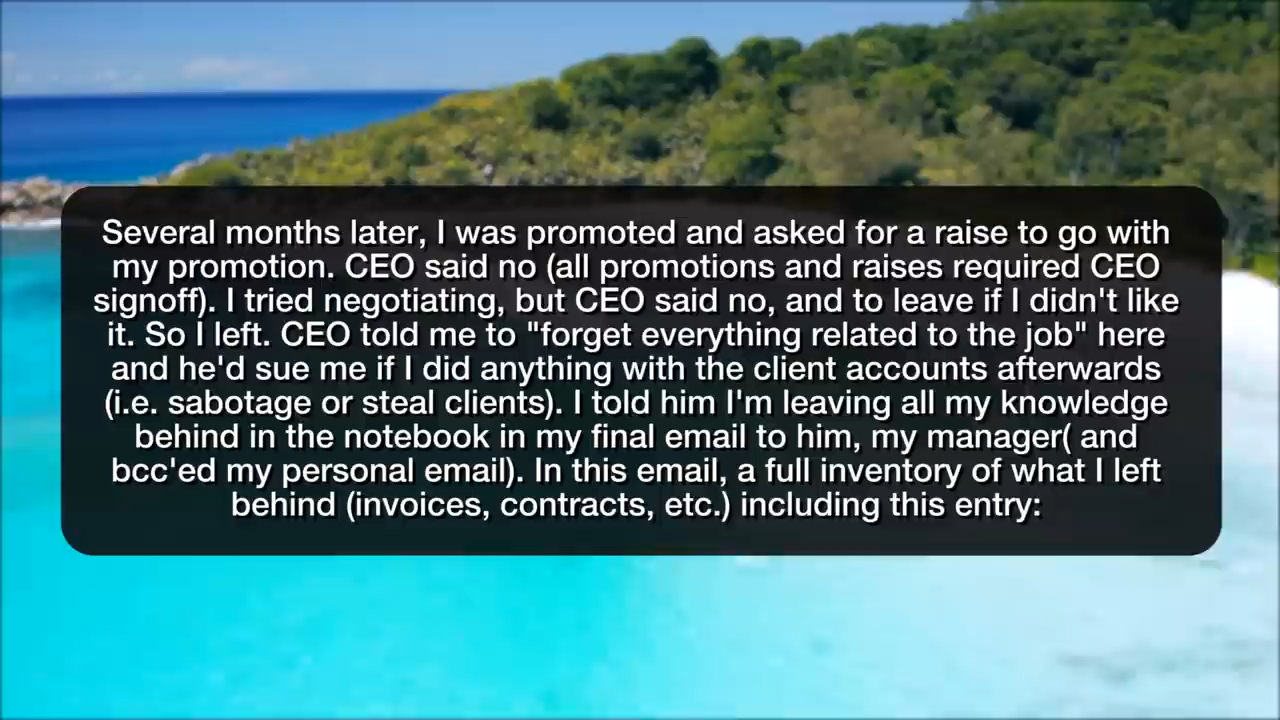 Several months later, I was promoted and asked for a raise to go with
my promotion. CEO said no (all promotions and raises required CEO
signoff). I tried negotiating, but CEO said no, and to leave if I didn't like
it. So I left. CEO told me to "forget everything related to the job" here
and he'd sue me if I did anything with the client accounts afterwards
(i.e. sabotage or steal clients). I told him I'm leaving all my knowledge
behind in the notebook in my final email to him, my manager( and
bcc'ed my personal email). In this email, a full inventory of what I left
behind (invoices, contracts, etc.) including this entry: